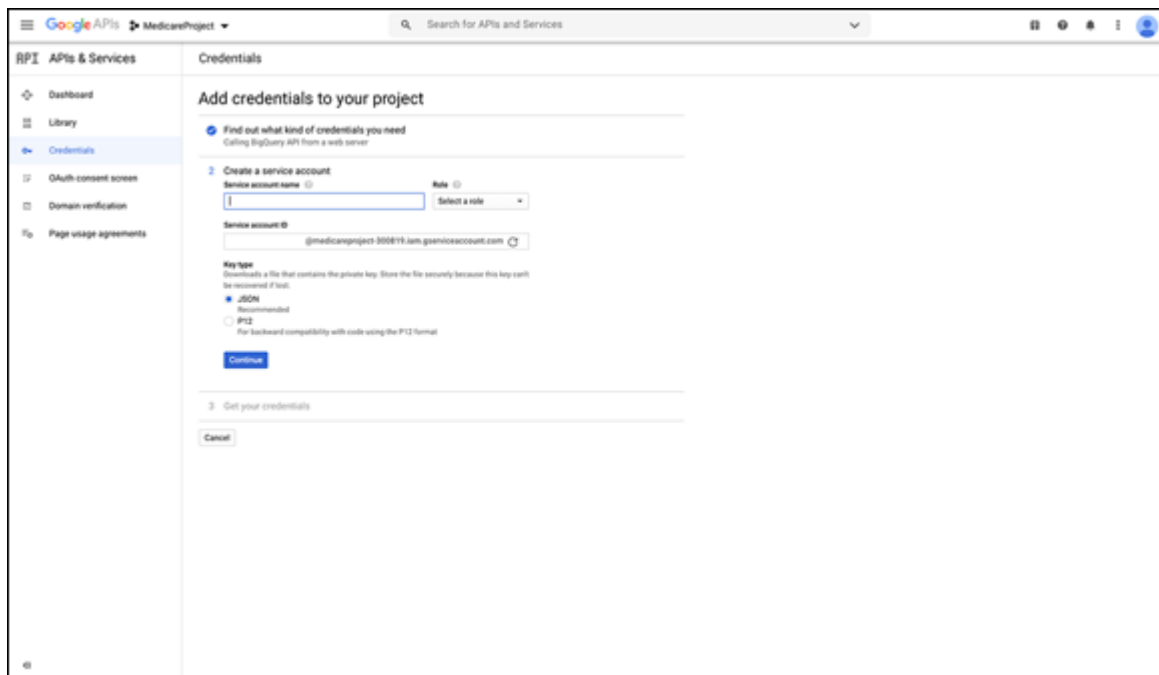 Google APIs MedicareProject Search for APIs and Services
RPI APIs & Services Credentials
Dashboard
Library
Credentials
OAuth consent screen
Domain verification
Page usage agreements
Add credentials to your project
Find out what kind of credentials you need
Calling BigQuery API from a web server
2 Create a service account
Service account name Role
Select a role
Service account ID
@medicareproject-300819.iam.gserviceaccount.com
Key type
Downloads a file that contains the private key. Store the file securely because this key can't
be recovered if lost.
JSON
Recommended
P12
For backward compatibility with code using the P12 format
Continue
3 Get your credentials
Cancel